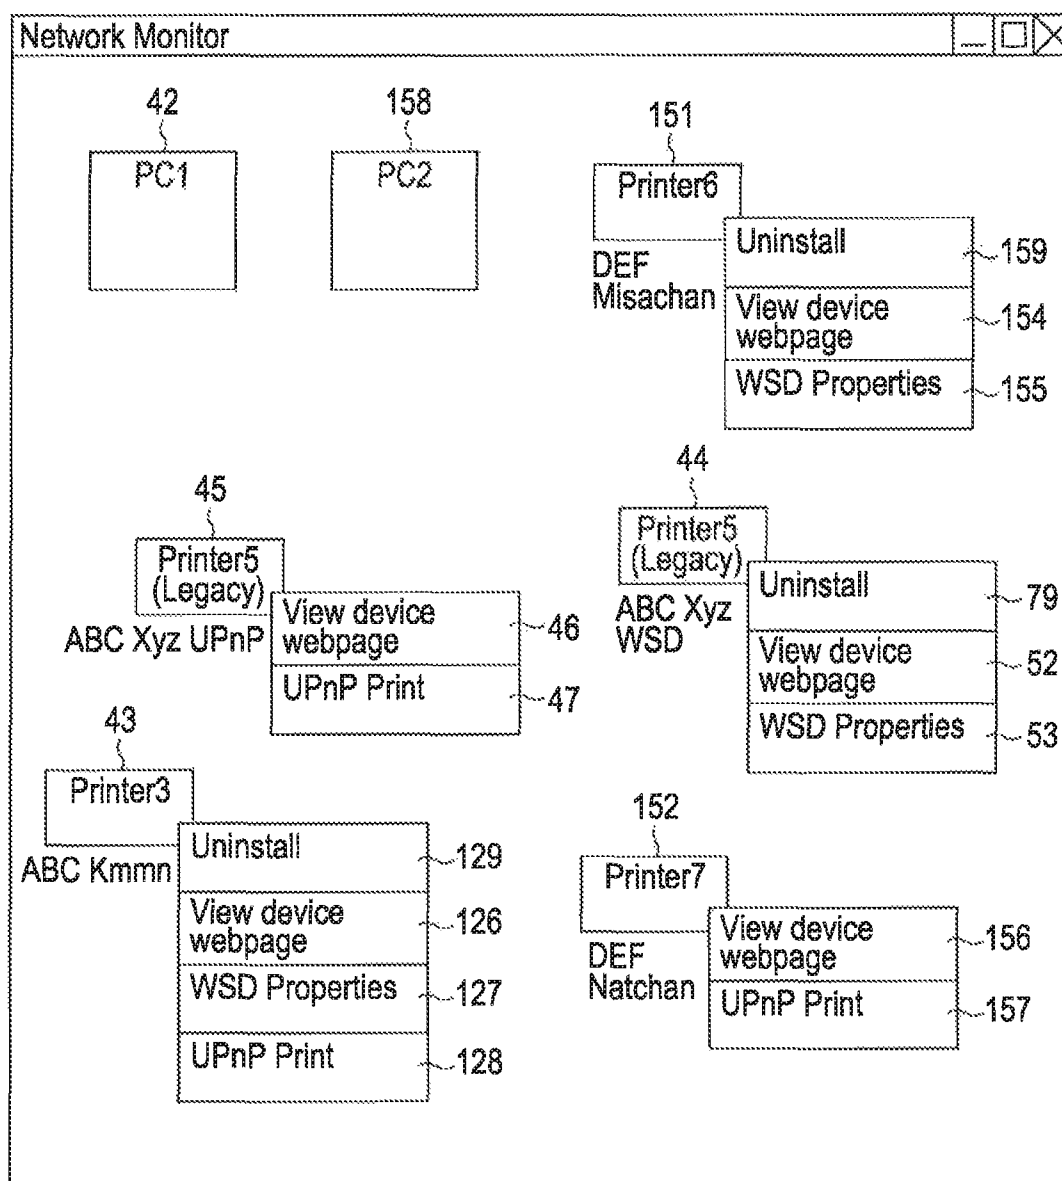 Network Monitor
42
158
151
PC1
PC2
Printer6
Uninstall
159
DEF
Misachan
View device
webpage
154
WSD Properties
155
45
44
Printer5
(Legacy)
Printer5
(Legacy)
ABC Xyz UPnP
View device
webpage
46
UPnP Print
47
ABC Xyz
WSD
Uninstall
79
View device
webpage
52
WSD Properties
53
43
Printer3
ABC Kmmn
Uninstall
129
View device
webpage
126
WSD Properties
127
UPnP Print
128
152
Printer7
DEF
Natchan
View device
webpage
156
UPnP Print
157